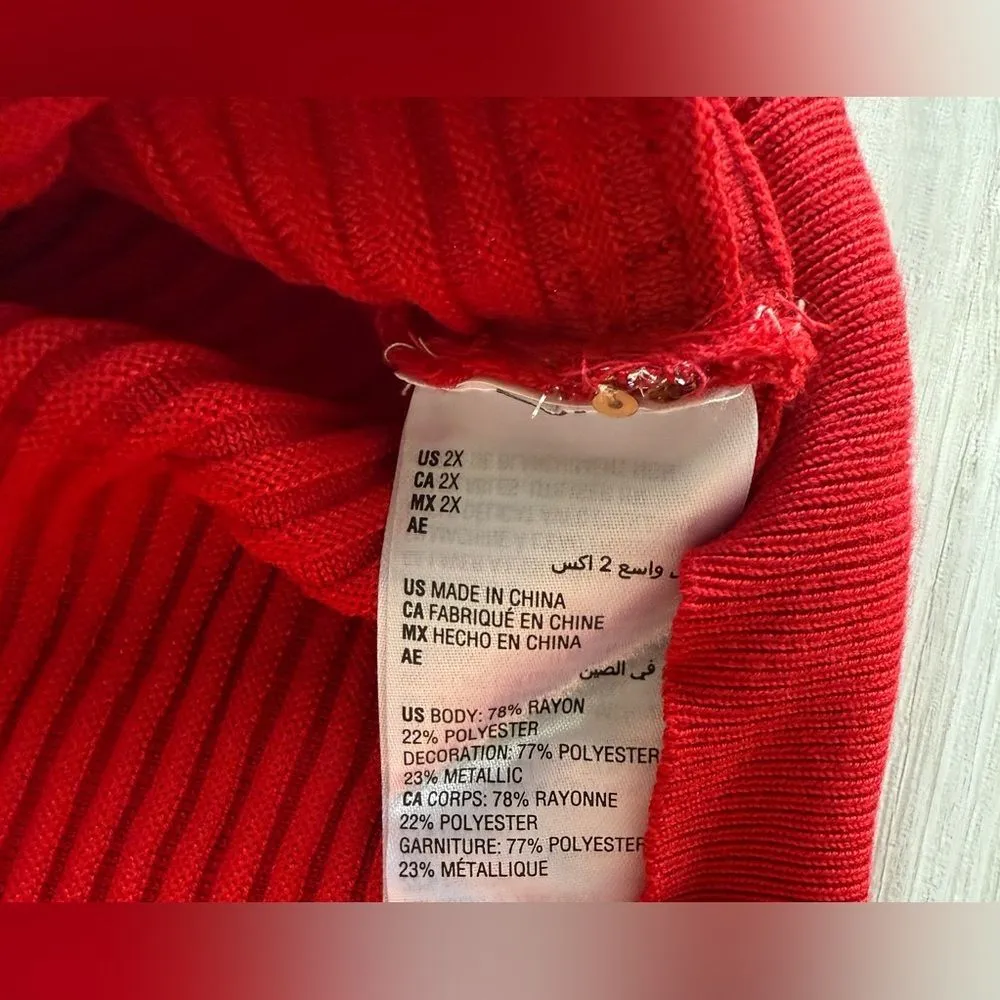 US 2X
CA 2X
MX 2X
AE
واسع 2 اكس
US MADE IN CHINA
CA FABRIQUÉ EN CHINE
MX HECHO EN CHINA
AE
في الصين
US BODY: 78% RAYON
22% POLYESTER
DECORATION: 77% POLYESTER
23% METALLIC
CA CORPS: 78% RAYONNE
22% POLYESTER
GARNITURE: 77% POLYESTER
23% MÉTALLIQUE